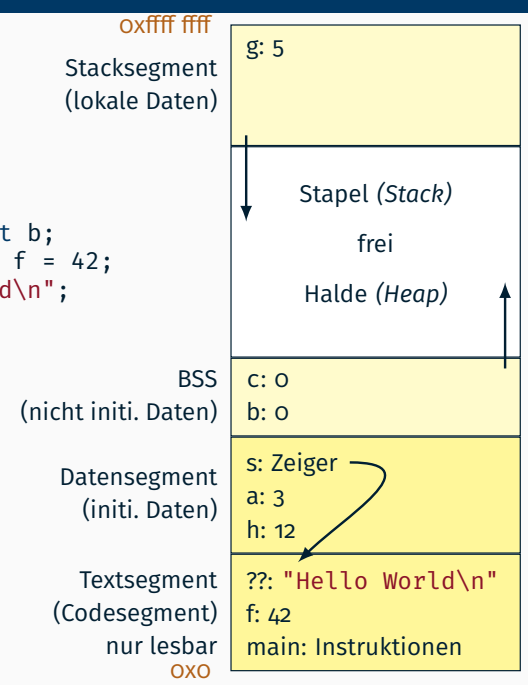 0xffff ffff
Stacksegment
(lokale Daten)
g: 5
t b;
f = 42;
d\n";
Stapel (Stack)
frei
Halde (Heap)
BSS
(nicht initi. Daten)
c: 0
b: 0
Datensegment
(initi. Daten)
s: Zeiger
a: 3
h: 12
Textsegment
(Codesegment)
nur lesbar
0x0
??: "Hello World\n"
f: 42
main: Instruktionen